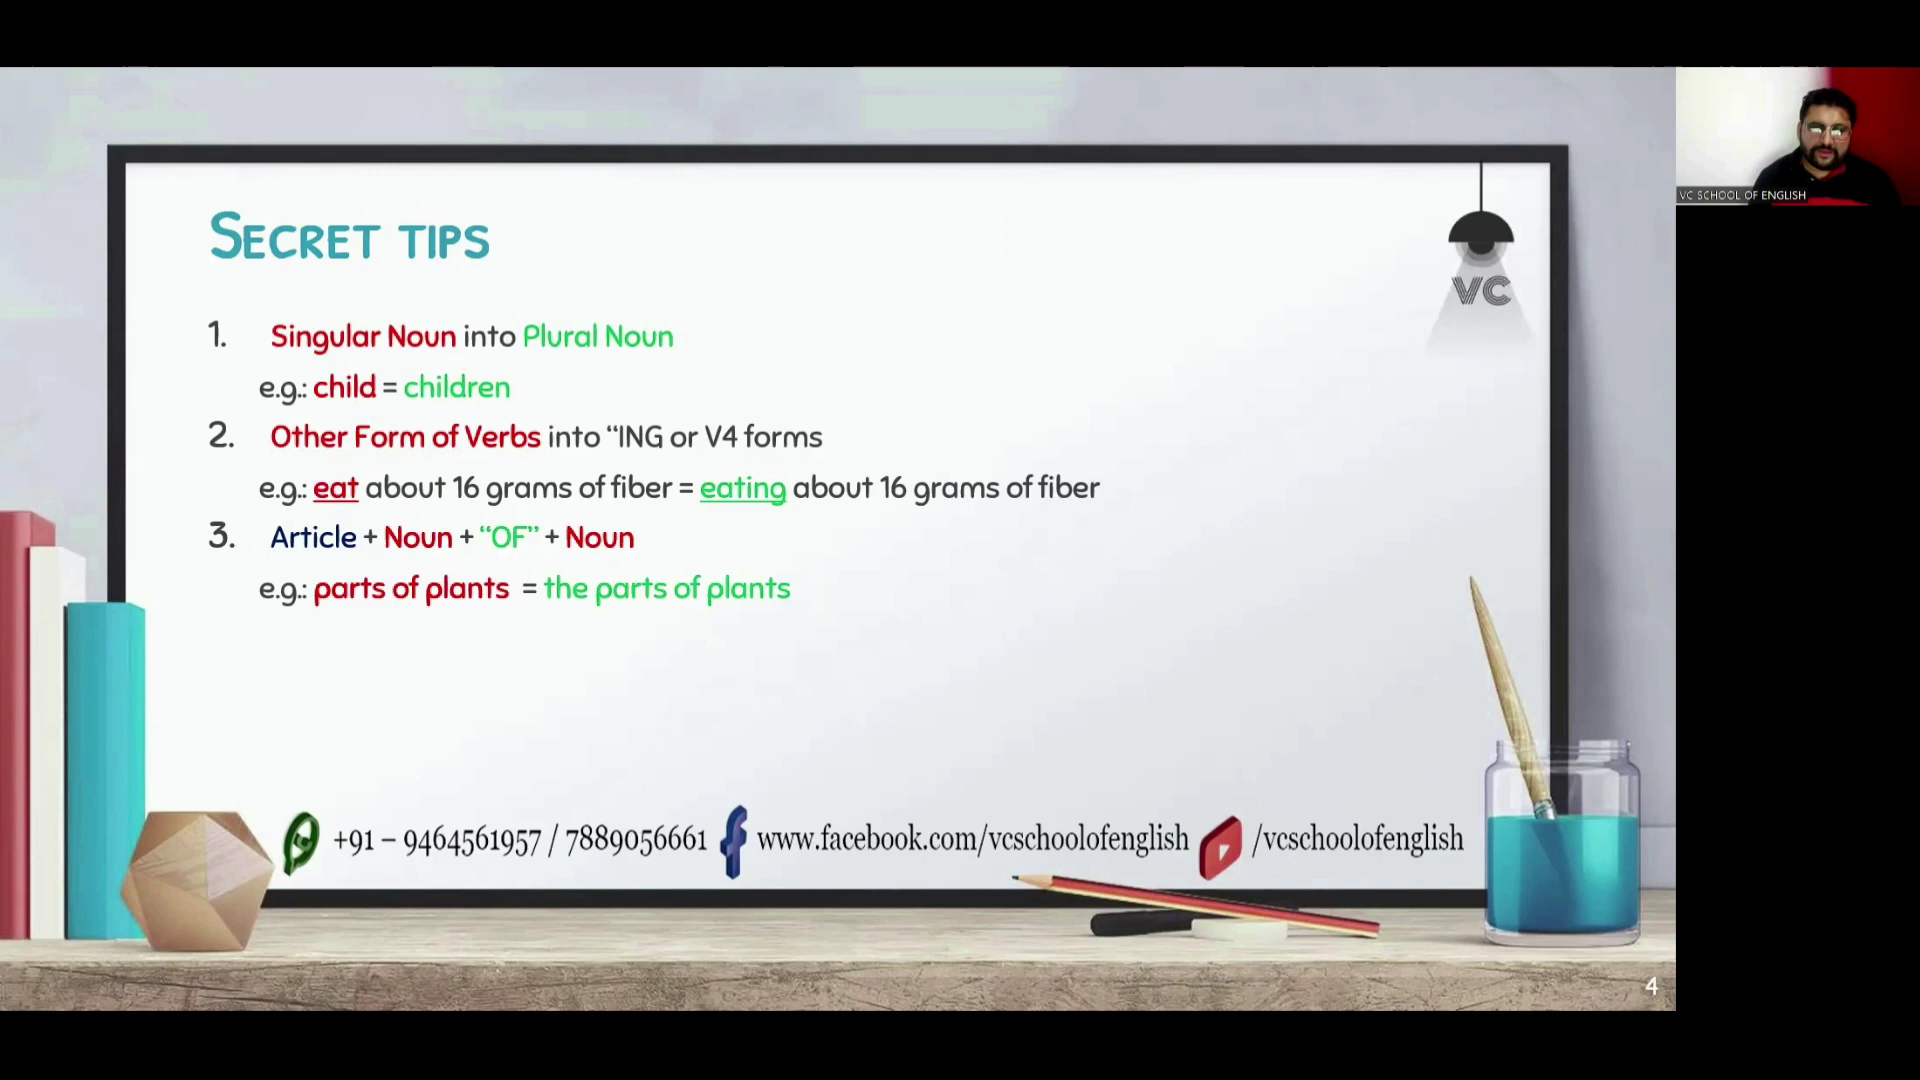 SECRET TIPS
VC
VC SCHOOL OF ENGLISH
1. Singular Noun into Plural Noun
e.g.: child = children
2. Other Form of Verbs into “ING or V4 forms
e.g.: eat about 16 grams of fiber = eating about 16 grams of fiber
3. Article + Noun + “OF” + Noun
e.g.: parts of plants = the parts of plants
+91 – 9464561957 / 7889056661 www.facebook.com/vcschoolofenglish /vcschoolofenglish
4